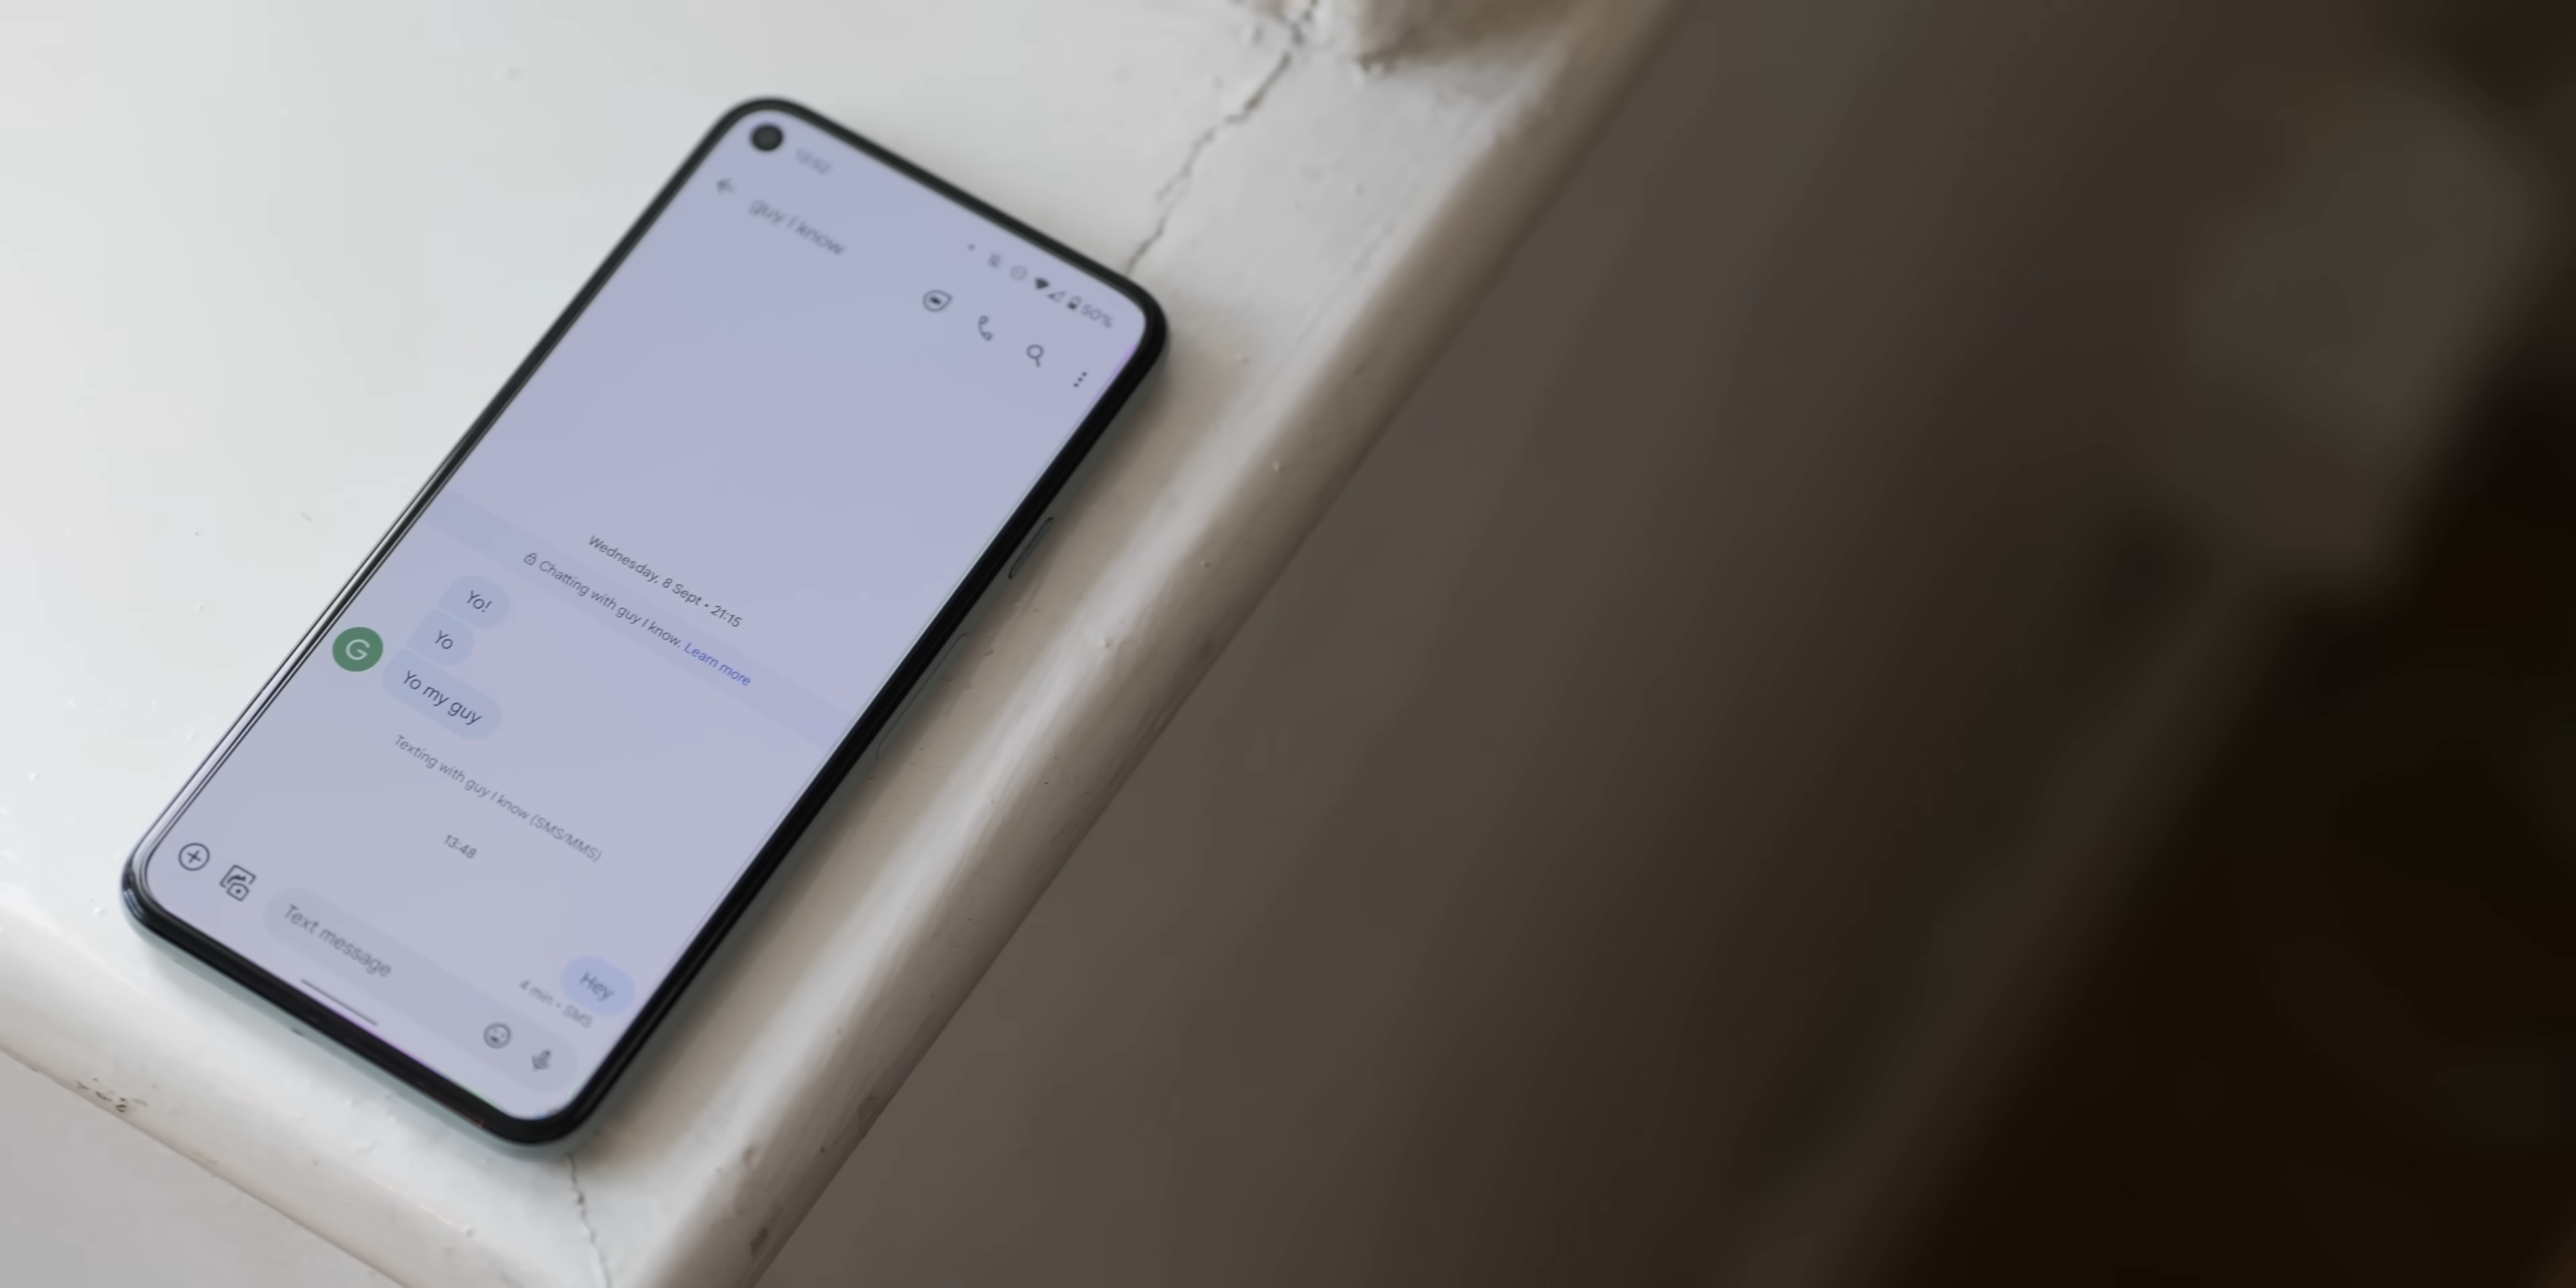 guy I know
50%
Wednesday, 8 Sept • 21:15
Chatting with guy I know. Learn more
Yo!
Yo
G
Yo my guy
Texting with guy I know (SMS/MMS)
13:48
Hey
4 min • SMS
Text message